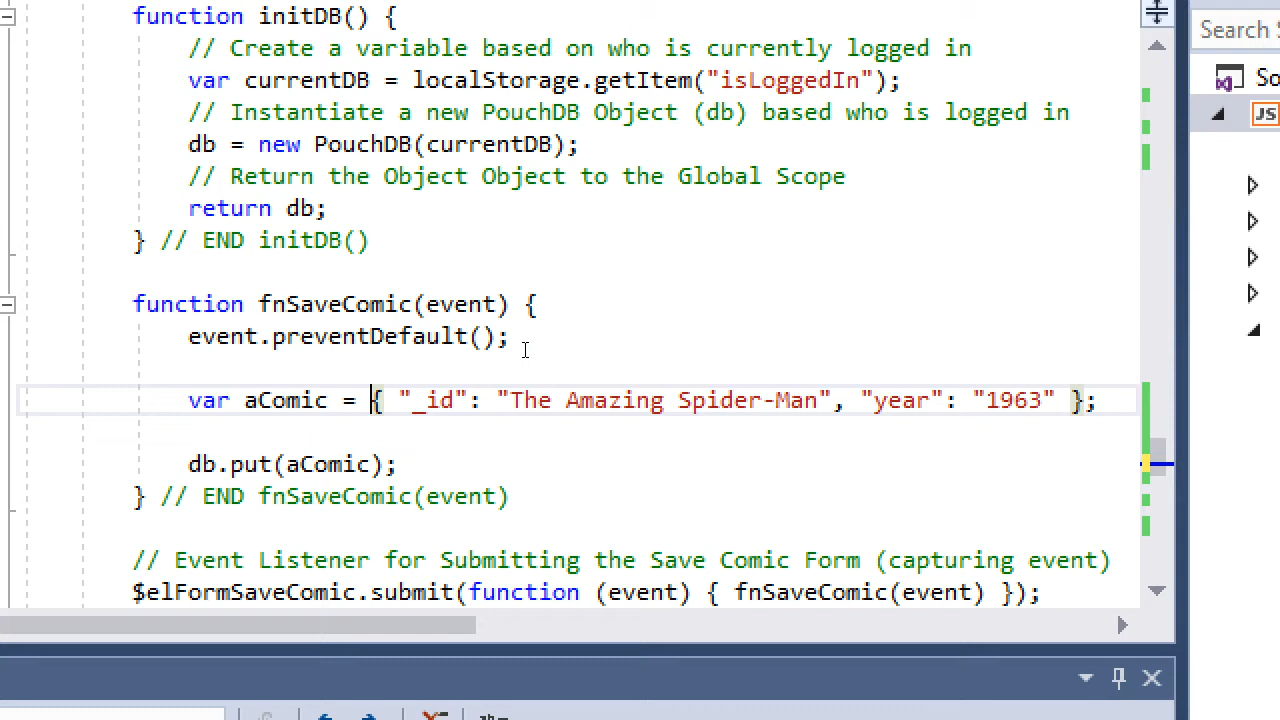 function initDB() {
// Create a variable based on who is currently logged in
var currentDB = localStorage.getItem("isLoggedIn");
// Instantiate a new PouchDB Object (db) based who is logged in
db = new PouchDB(currentDB);
// Return the Object Object to the Global Scope
return db;
} // END initDB()
function fnSaveComic(event) {
event.preventDefault();
var aComic = { "_id": "The Amazing Spider-Man", "year": "1963" };
db.put(aComic);
} // END fnSaveComic(event)
// Event Listener for Submitting the Save Comic Form (capturing event)
$elFormSaveComic.submit(function (event) { fnSaveComic(event) });
Search
So
JS